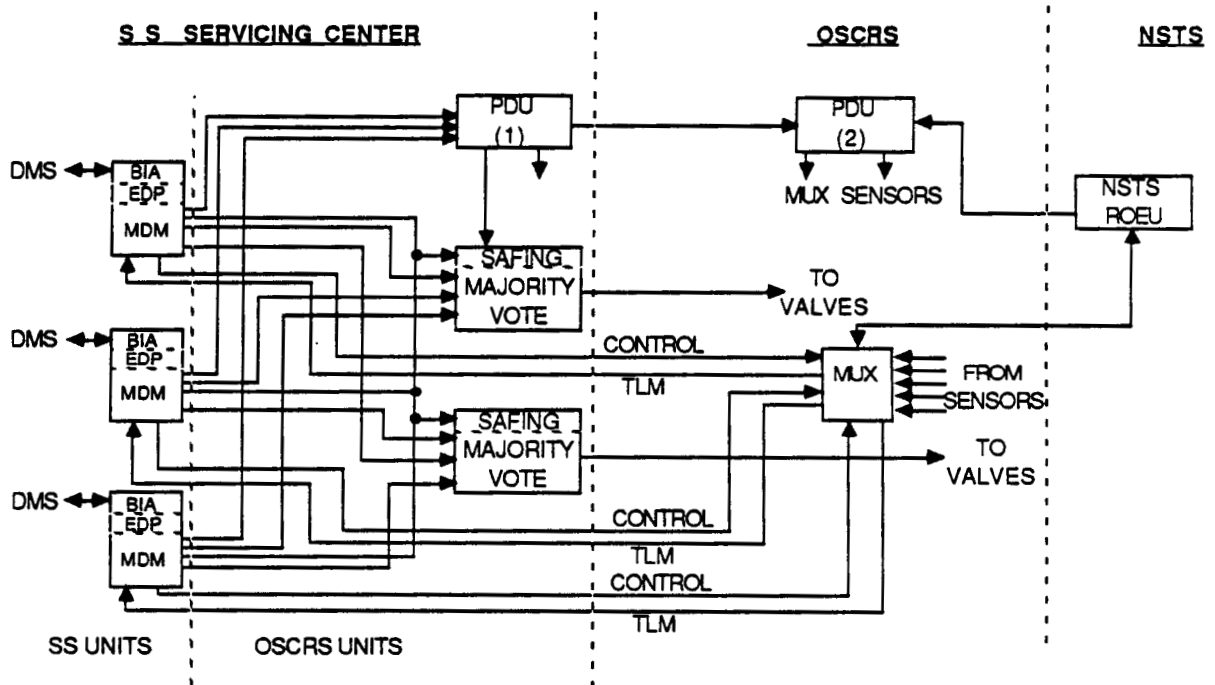 S S SERVICING CENTER
OSCRS
NSTS
PDU
(1)
PDU
(2)
MUX SENSORS
NSTS
ROEU
DMS
BIA
EDP
MDM
SAFING
MAJORITY
VOTE
TO
VALVES
DMS
BIA
EDP
MDM
CONTROL
TLM
MUX
FROM
SENSORS
SAFING
MAJORITY
VOTE
TO
VALVES
DMS
BIA
EDP
MDM
CONTROL
TLM
CONTROL
TLM
SS UNITS
OSCRS UNITS